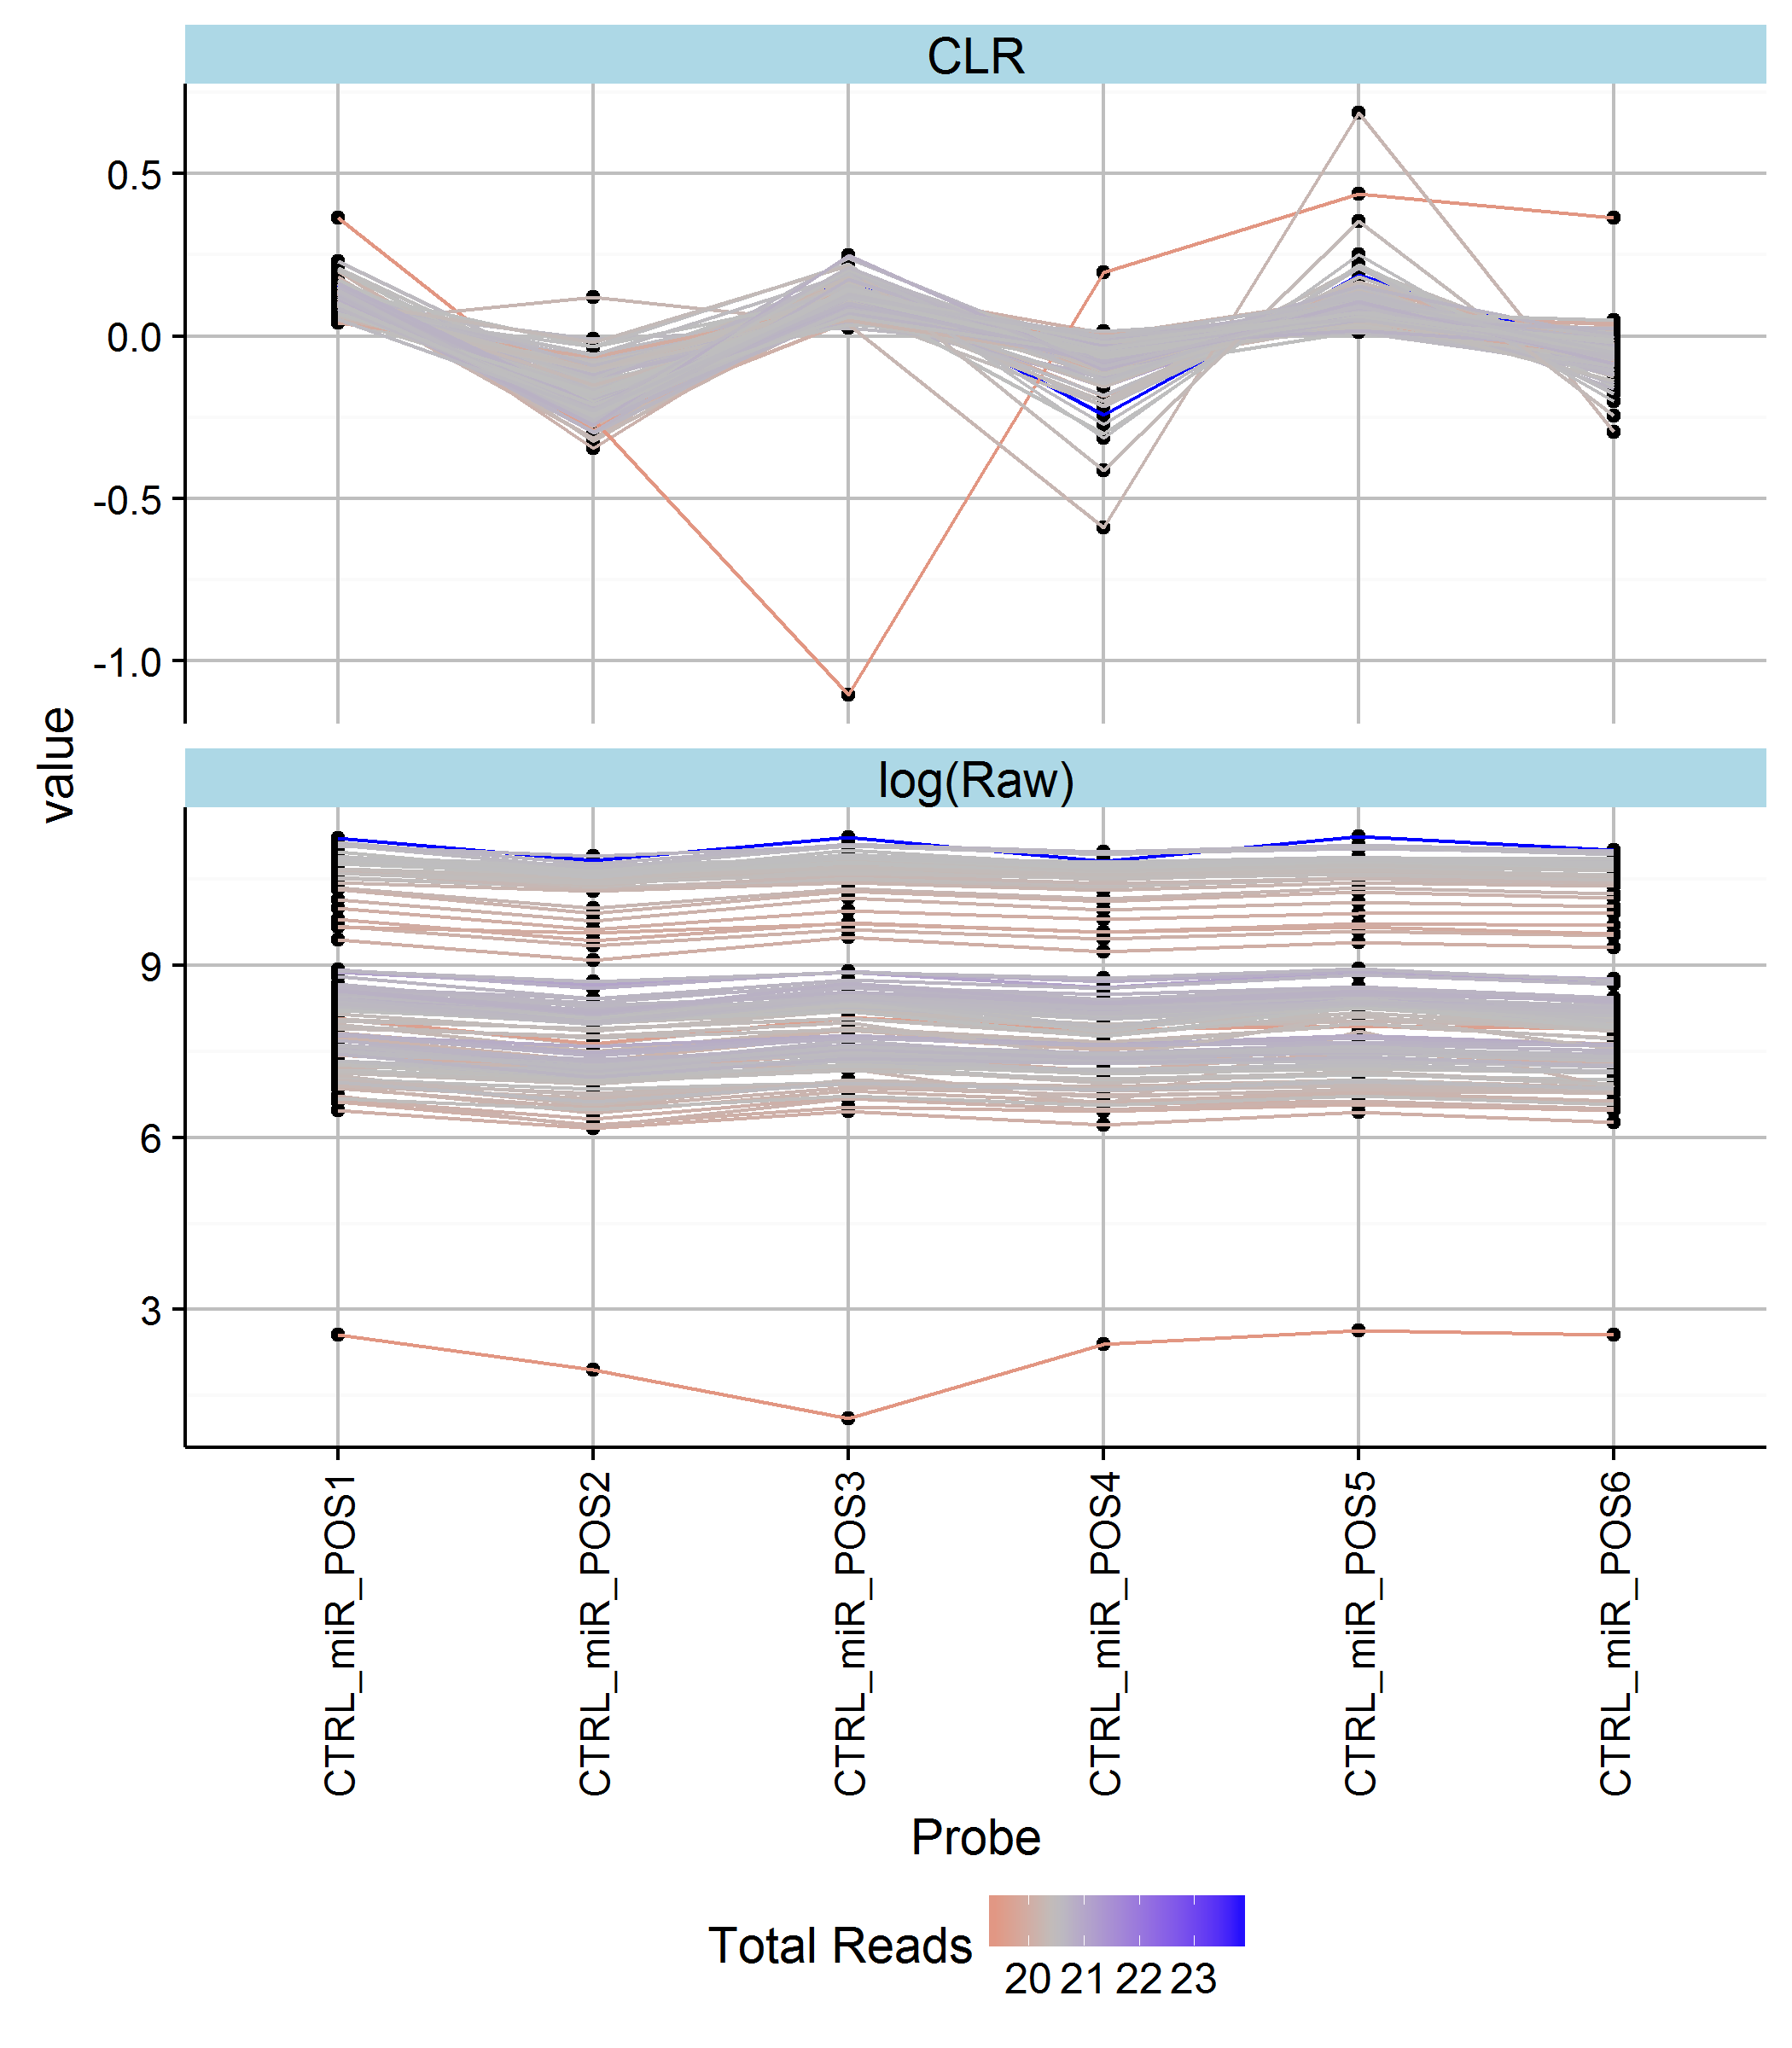 CLR
0.5
0.0
-0.5
-1.0
value
log(Raw)
9
6
3
CTRL_miR_POS1
CTRL_miR_POS2
CTRL_miR_POS3
CTRL_miR_POS4
CTRL_miR_POS5
CTRL_miR_POS6
Probe
Total Reads
20 21 22 23